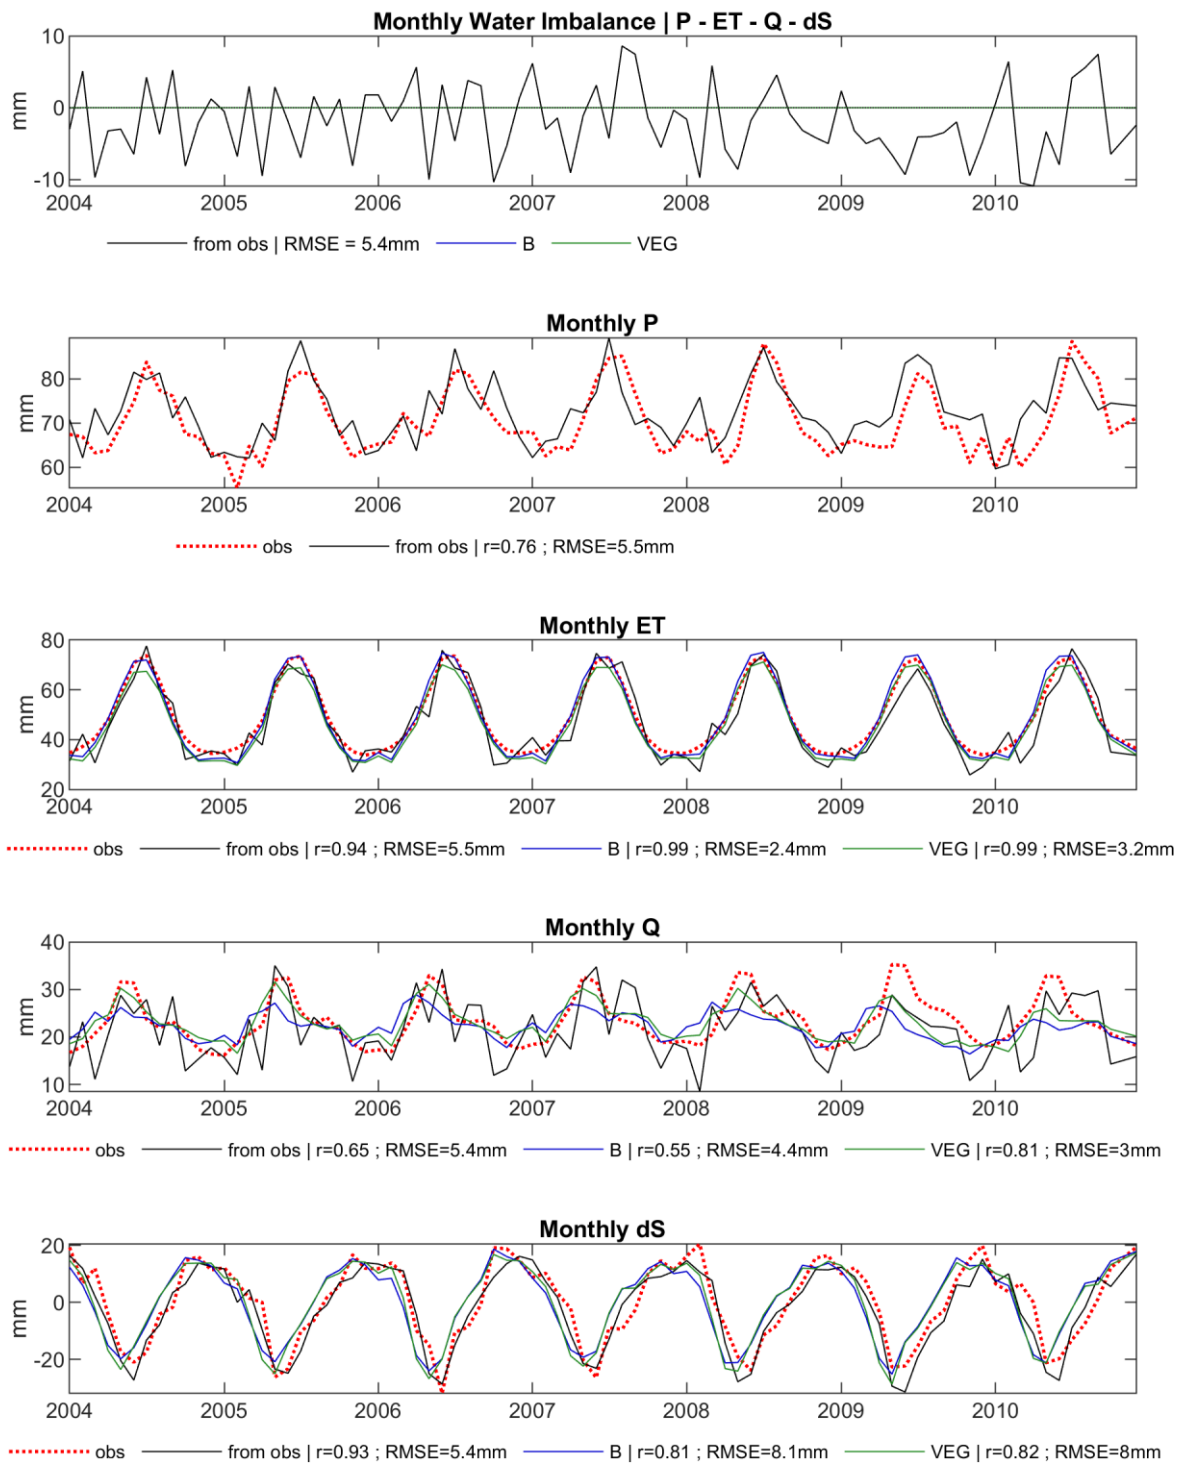 Monthly Water Imbalance | P - ET - Q - dS
10
0
-10
mm
2004 2005 2006 2007 2008 2009 2010
from obs | RMSE = 5.4mm B VEG
Monthly P
80
70
60
mm
2004 2005 2006 2007 2008 2009 2010
obs from obs | r=0.76 ; RMSE=5.5mm
Monthly ET
80
60
40
20
mm
2004 2005 2006 2007 2008 2009 2010
obs from obs | r=0.94 ; RMSE=5.5mm B | r=0.99 ; RMSE=2.4mm VEG | r=0.99 ; RMSE=3.2mm
Monthly Q
40
30
20
10
mm
2004 2005 2006 2007 2008 2009 2010
obs from obs | r=0.65 ; RMSE=5.4mm B | r=0.55 ; RMSE=4.4mm VEG | r=0.81 ; RMSE=3mm
Monthly dS
20
0
-20
mm
2004 2005 2006 2007 2008 2009 2010
obs from obs | r=0.93 ; RMSE=5.4mm B | r=0.81 ; RMSE=8.1mm VEG | r=0.82 ; RMSE=8mm